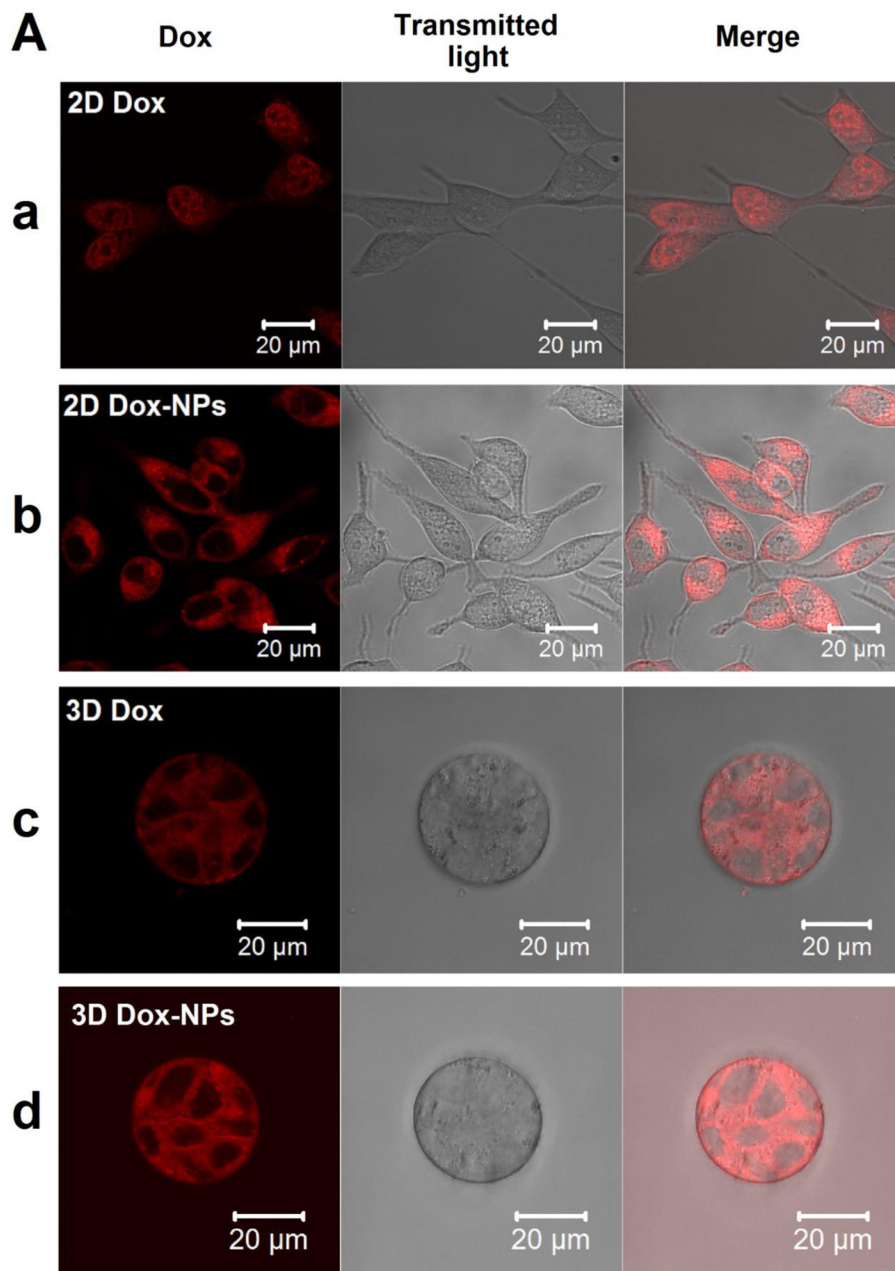 A
Dox
Transmitted
light
Merge
a
2D Dox
20 µm
20 µm
20 µm
b
2D Dox-NPs
20 µm
20 µm
20 µm
c
3D Dox
20 µm
20 µm
20 µm
d
3D Dox-NPs
20 µm
20 µm
20 µm